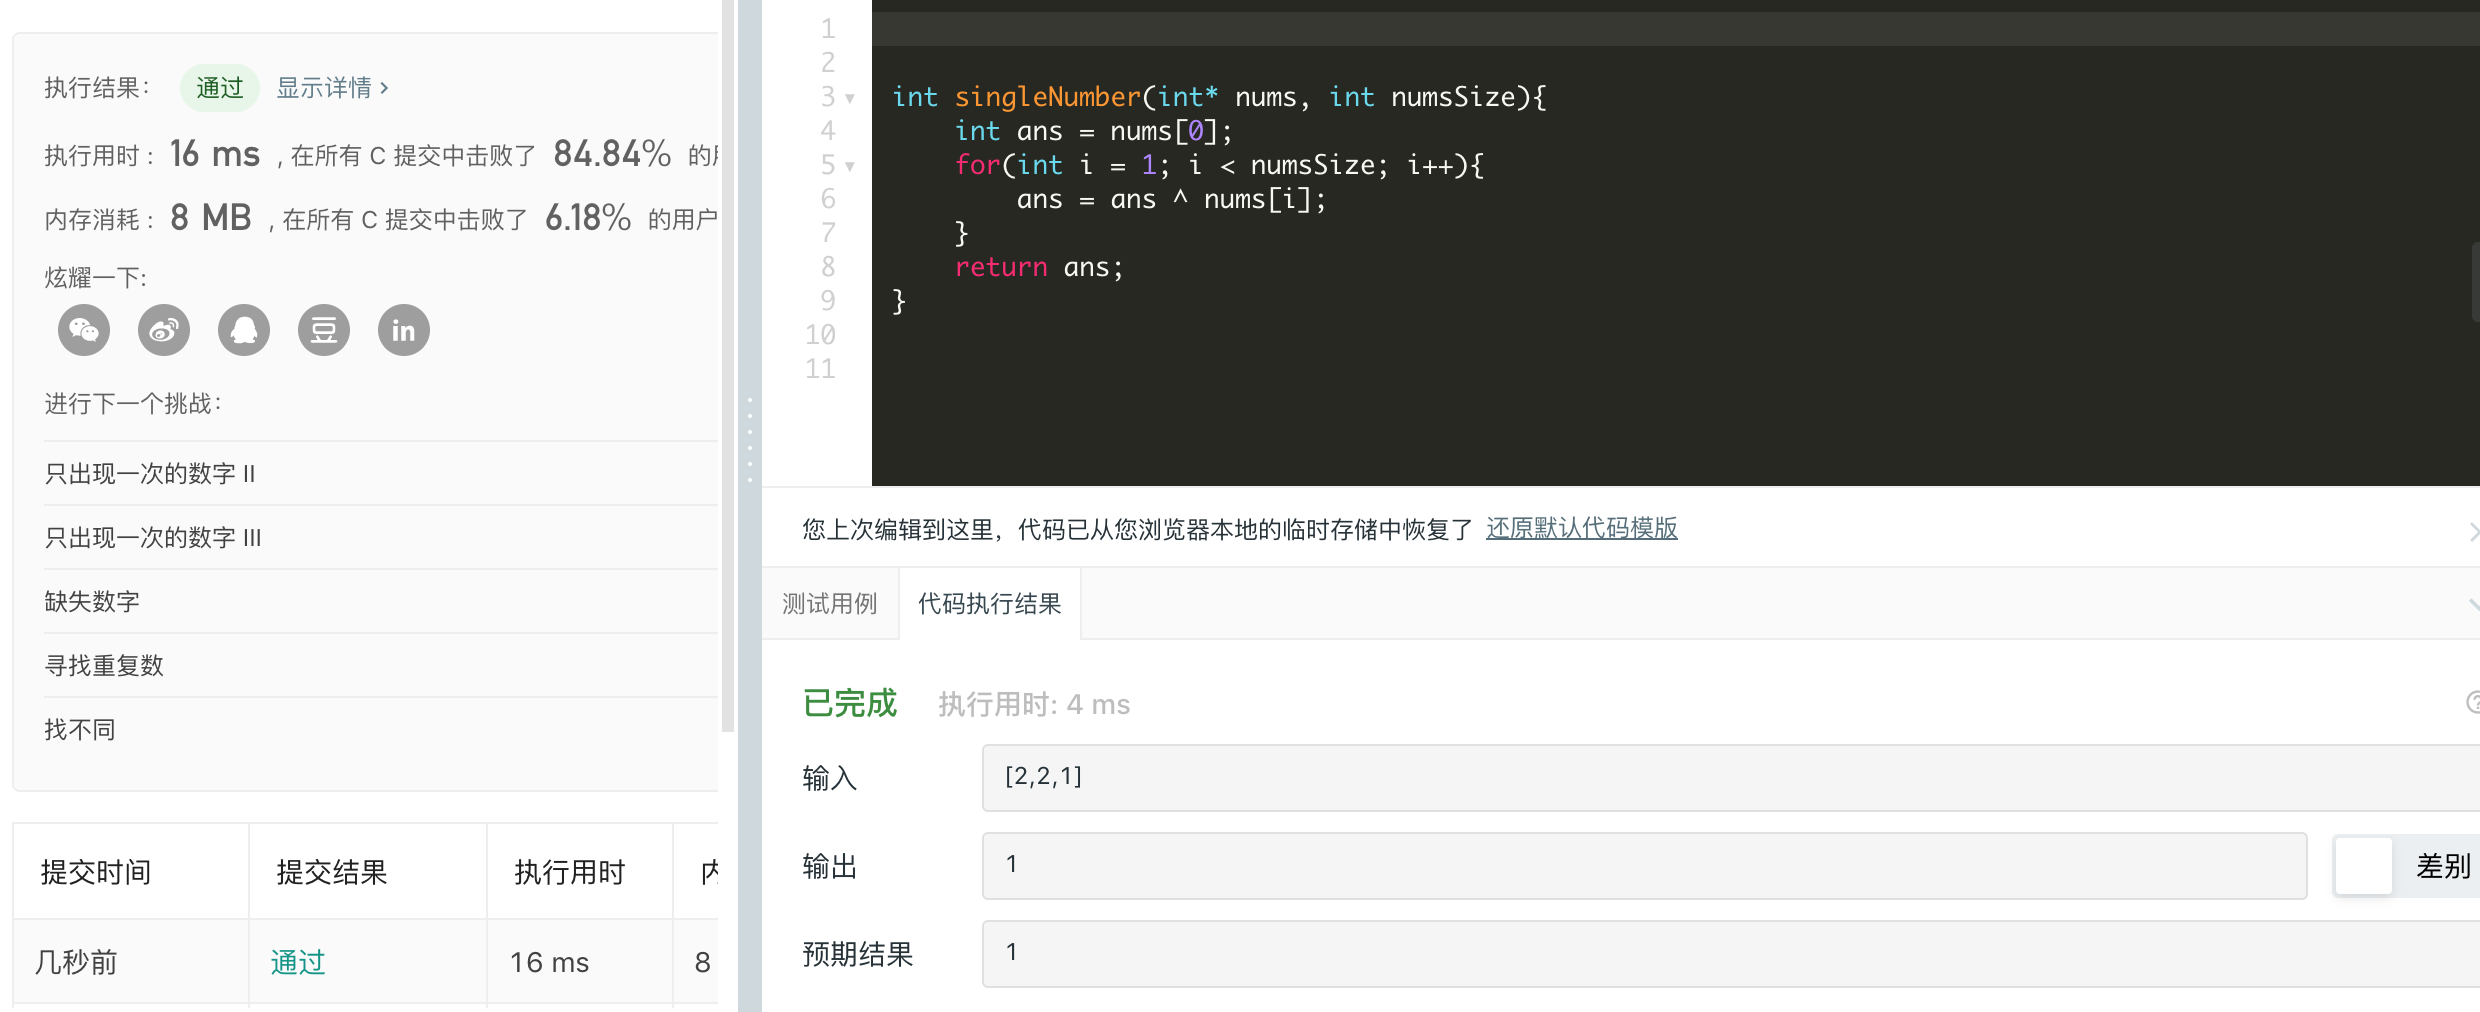 执行结果： 通过 显示详情 ›
执行用时 : 16 ms , 在所有 C 提交中击败了 84.84% 的
内存消耗 : 8 MB , 在所有 C 提交中击败了 6.18% 的用户
炫耀一下:
豆
in
进行下一个挑战：
只出现一次的数字 II
只出现一次的数字 III
缺失数字
寻找重复数
找不同
提交时间 提交结果 执行用时
几秒前 通过 16 ms 8
1
2
3 int singleNumber(int* nums, int numsSize){
4 int ans = nums[0];
5 for(int i = 1; i < numsSize; i++){
6 ans = ans ^ nums[i];
7 }
8 return ans;
9 }
10
11
您上次编辑到这里，代码已从您浏览器本地的临时存储中恢复了 还原默认代码模版
测试用例 代码执行结果
已完成 执行用时: 4 ms
输入 [2,2,1]
输出 1 差别
预期结果 1